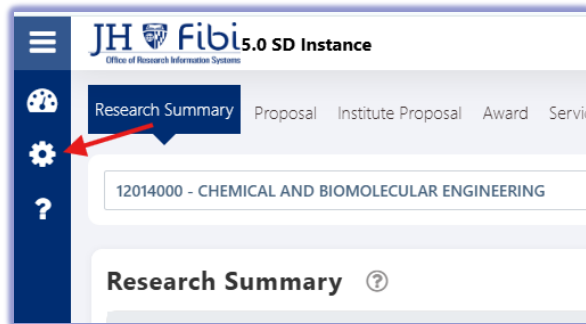 JH Fibi 5.0 SD Instance
Office of Research Information Systems
Research Summary Proposal Institute Proposal Award
12014000 - CHEMICAL AND BIOMOLECULAR ENGINEERING
?
Research Summary ?